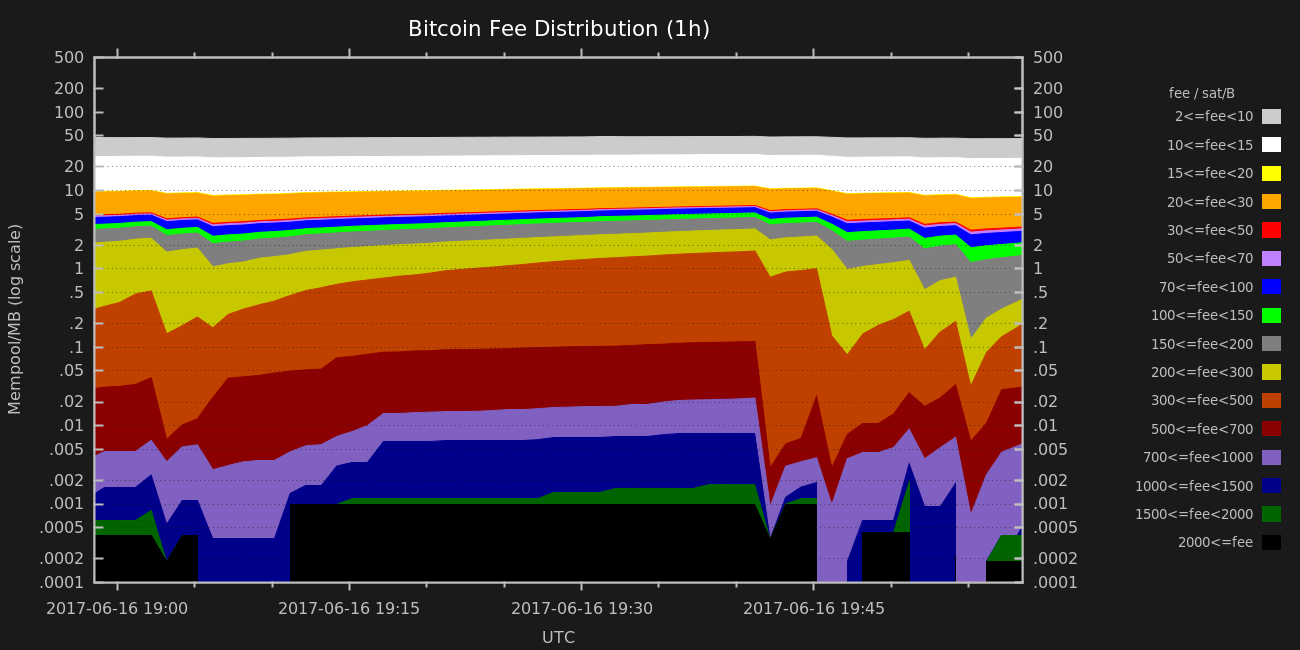 Bitcoin Fee Distribution (1h)
Mempool/MB (log scale)
500
200
100
50
20
10
5
2
1
.5
.2
.1
.05
.02
.01
.005
.002
.001
.0005
.0002
.0001
500
200
100
50
20
10
5
2
1
.5
.2
.1
.05
.02
.01
.005
.002
.001
.0005
.0002
.0001
fee / sat/B
2<=fee<10
10<=fee<15
15<=fee<20
20<=fee<30
30<=fee<50
50<=fee<70
70<=fee<100
100<=fee<150
150<=fee<200
200<=fee<300
300<=fee<500
500<=fee<700
700<=fee<1000
1000<=fee<1500
1500<=fee<2000
2000<=fee
2017-06-16 19:00 2017-06-16 19:15 2017-06-16 19:30 2017-06-16 19:45
UTC